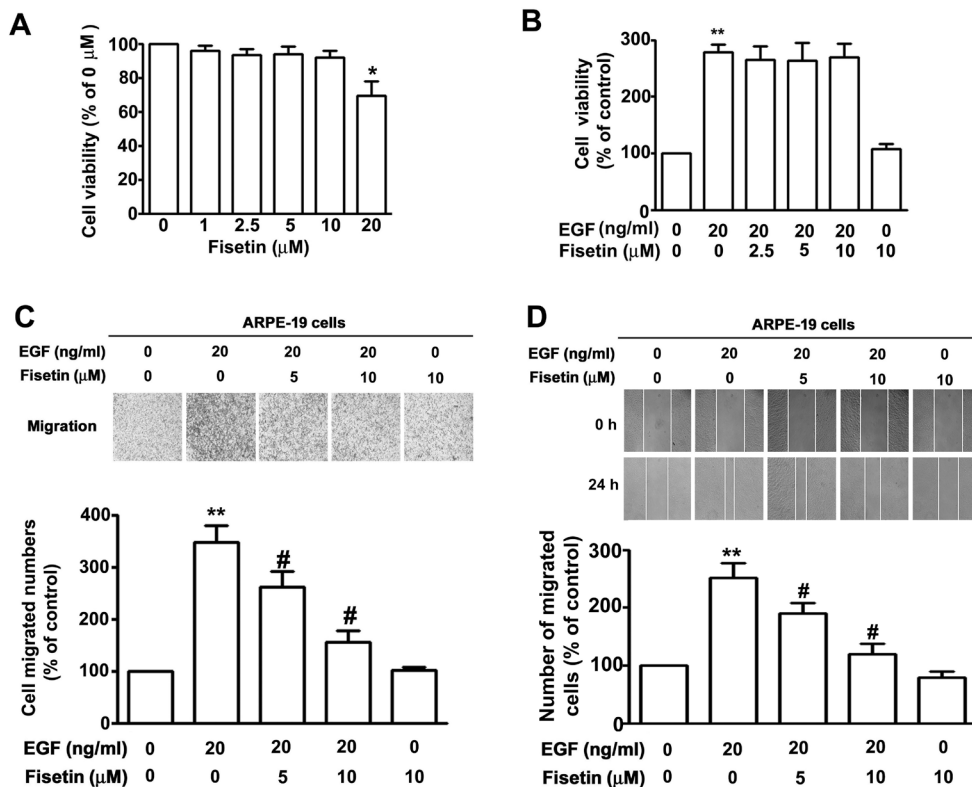 A
Cell viability (% of 0 μM)
100
80
60
40
20
0
*
0 1 2.5 5 10 20
Fisetin (μM)
B
Cell viability
(% of control)
300
200
100
0
**
EGF (ng/ml) 0 20 20 20 20 0
Fisetin (μM) 0 0 2.5 5 10 10
C
ARPE-19 cells
EGF (ng/ml) 0 20 20 20 0
Fisetin (μM) 0 0 5 10 10
Migration
Cell migrated numbers
(% of control)
400
300
200
100
0
**
#
#
EGF (ng/ml) 0 20 20 20 0
Fisetin (μM) 0 0 5 10 10
D
ARPE-19 cells
EGF (ng/ml) 0 20 20 20 0
Fisetin (μM) 0 0 5 10 10
0 h
24 h
Number of migrated
cells (% of control)
300
250
200
100
0
**
#
#
EGF (ng/ml) 0 20 20 20 0
Fisetin (μM) 0 0 5 10 10